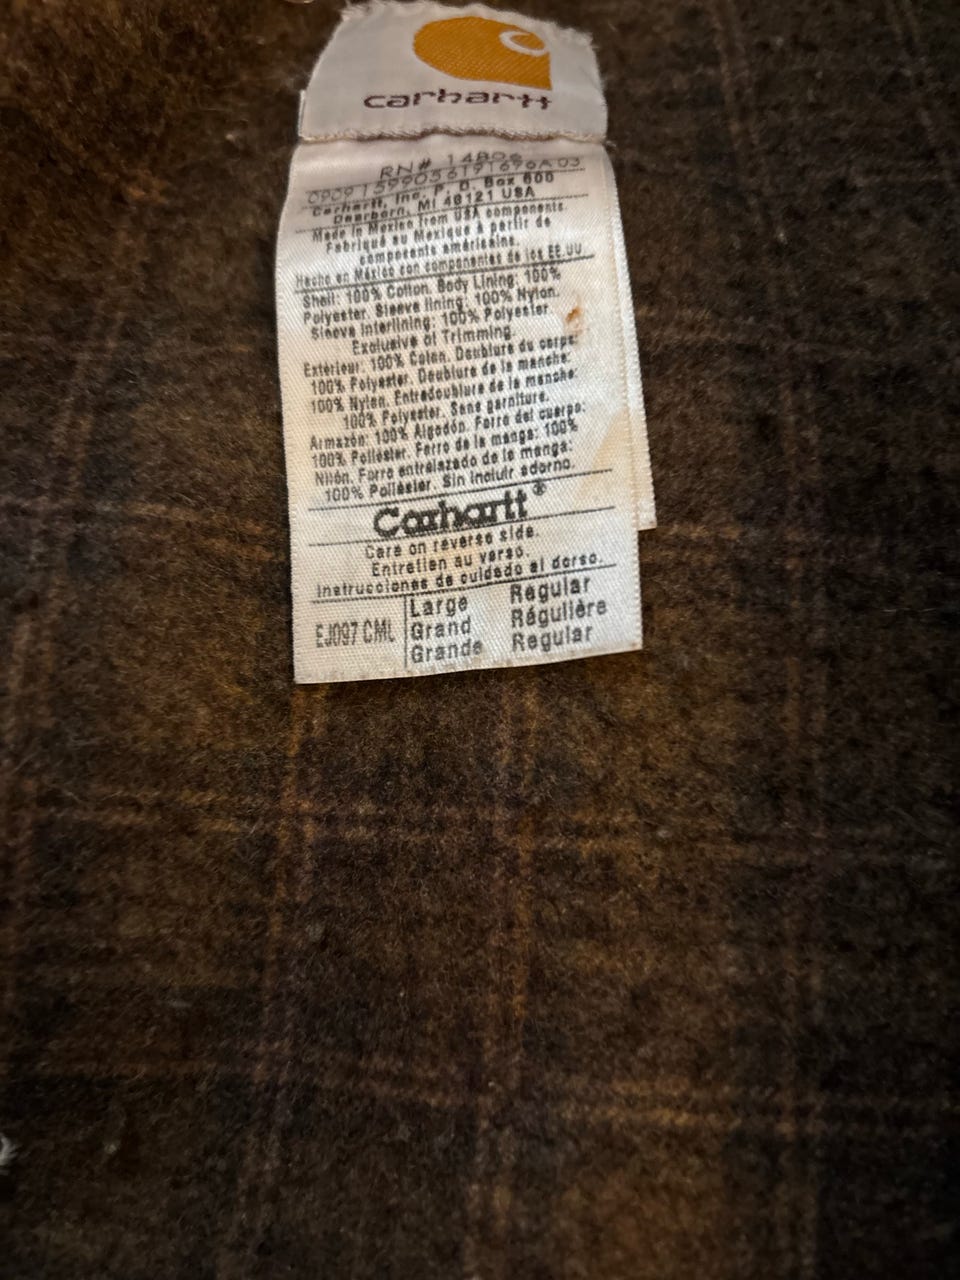 carhartt
RN# 14806
Carhartt, Inc. P. O. Box 600
Dearborn, MI 48121 USA
Made in Mexico from USA components.
Fabriqué au Mexique à partir de
composants américains.
Hecho en México con componentes de los EE.UU.
Shell: 100% Cotton. Body Lining: 100%
Polyester. Sleeve lining: 100% Nylon.
Sleeve Interlining: 100% Polyester.
Exclusive of Trimming.
Extérieur: 100% Coton. Doublure du corps:
100% Polyester. Doublure de la manche:
100% Nylon. Entredoublure de la manche:
100% Polyester. Sans garniture.
Armazón: 100% Algodón. Forro del cuerpo:
100% Poliéster. Forro de la manga: 100%
Nilón. Forro entrelazado de la manga:
100% Poliéster. Sin incluir adorno.
Carhartt®
Care on reverse side.
Entretien au verso.
Instrucciones de cuidado al dorso.
EJ097 CML
Large Regular
Grand Régulière
Grande Regular